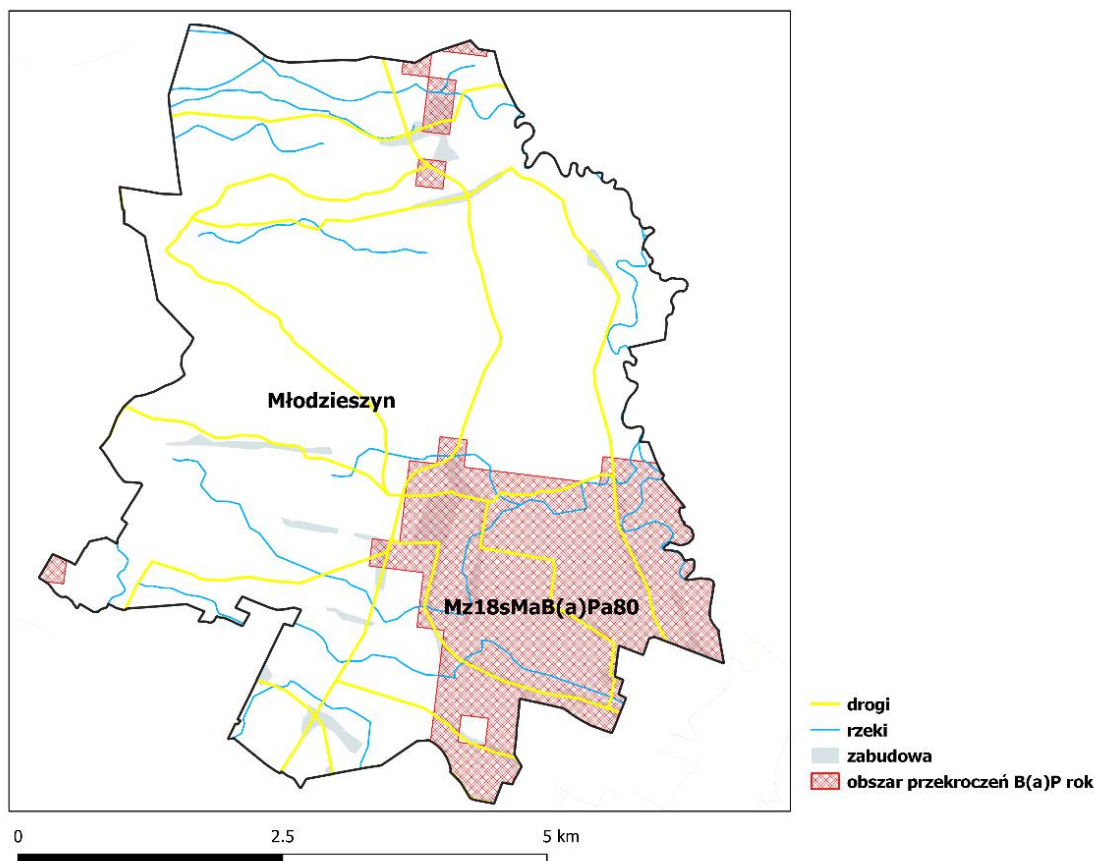 Młodzieszyn
Mz18sMaB(a)Pa80
drogi
rzeki
zabudowa
obszar przekroczeń B(a)P rok
0 2.5 5 km